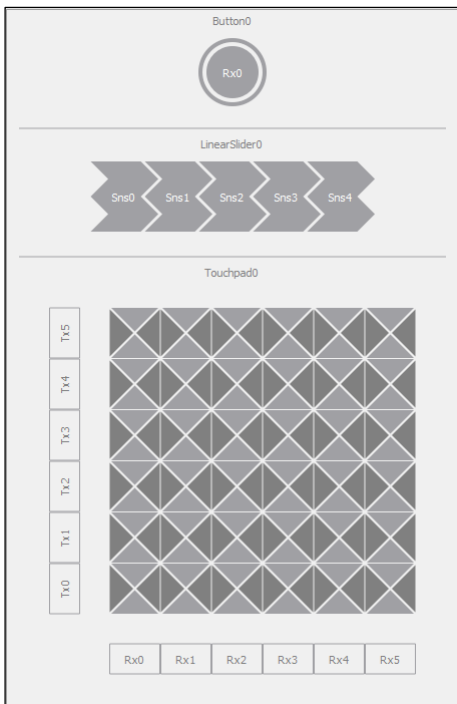 Button0
Rx0
LinearSlider0
Sns0 Sns1 Sns2 Sns3 Sns4
Touchpad0
Tx5
Tx4
Tx3
Tx2
Tx1
Tx0
Rx0 Rx1 Rx2 Rx3 Rx4 Rx5